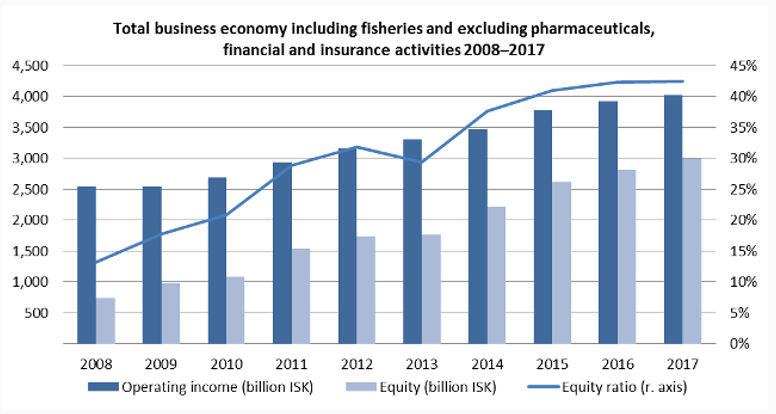 Total business economy including fisheries and excluding pharmaceuticals,
financial and insurance activities 2008–2017
4,500 45%
4,000 40%
3,500 35%
3,000 30%
2,500 25%
2,000 20%
1,500 15%
1,000 10%
500 5%
0%
2008 2009 2010 2011 2012 2013 2014 2015 2016 2017
Operating income (billion ISK) Equity (billion ISK) Equity ratio (r. axis)